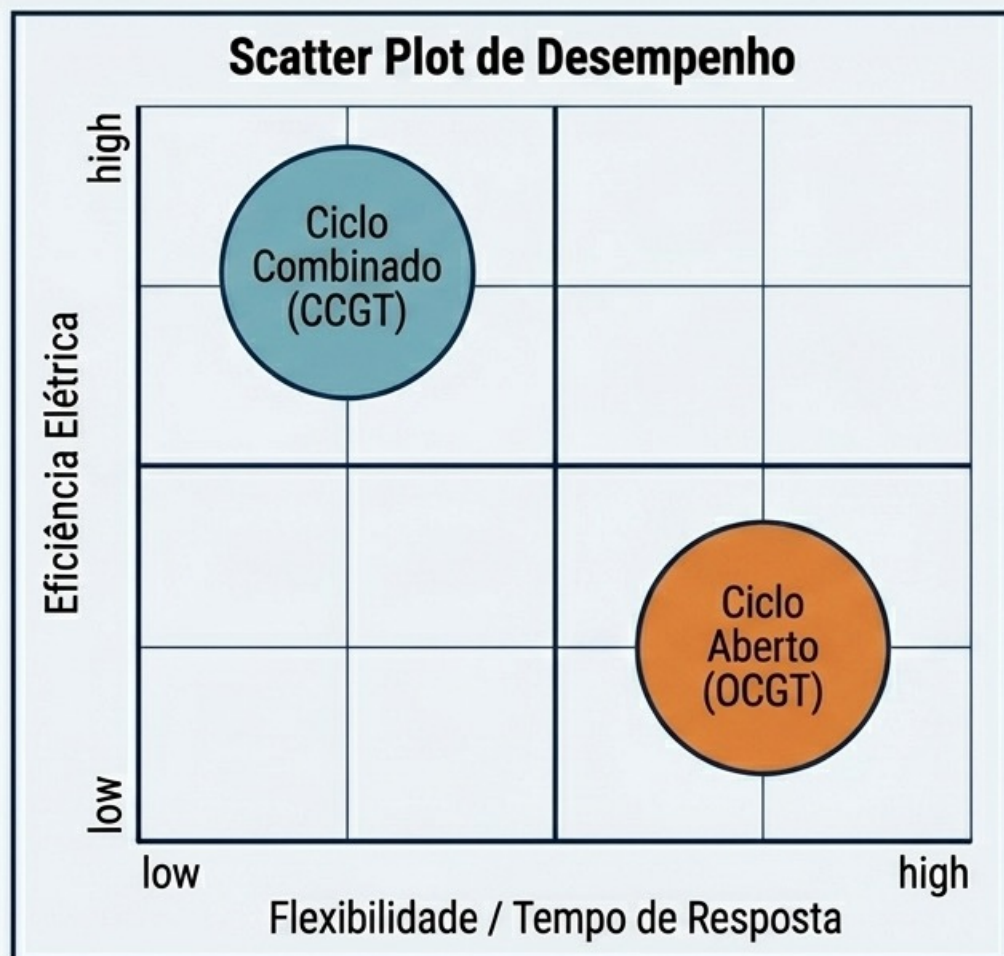 Scatter Plot de Desempenho
high
Eficiência Elétrica
low
Ciclo
Combinado
(CCGT)
Ciclo
Aberto
(OCGT)
low
high
Flexibilidade / Tempo de Resposta